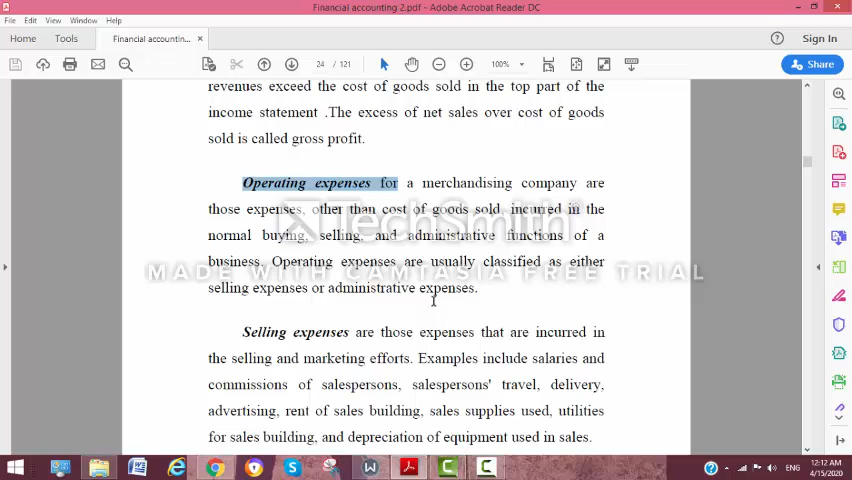 Financial accounting 2.pdf - Adobe Acrobat Reader DC
File Edit View Window Help
Home Tools Financial accountin... × Sign In
24 / 121 100% Share
revenues exceed the cost of goods sold in the top part of the
income statement .The excess of net sales over cost of goods
sold is called gross profit.
Operating expenses for a merchandising company are
those expenses, other than cost of goods sold, incurred in the
normal buying, selling, and administrative functions of a
business. Operating expenses are usually classified as either
selling expenses or administrative expenses.
TechSmith
MADE WITH CAMTASIA FREE TRIAL
Selling expenses are those expenses that are incurred in
the selling and marketing efforts. Examples include salaries and
commissions of salespersons, salespersons' travel, delivery,
advertising, rent of sales building, sales supplies used, utilities
for sales building, and depreciation of equipment used in sales.
ENG
12:12 AM
4/15/2020